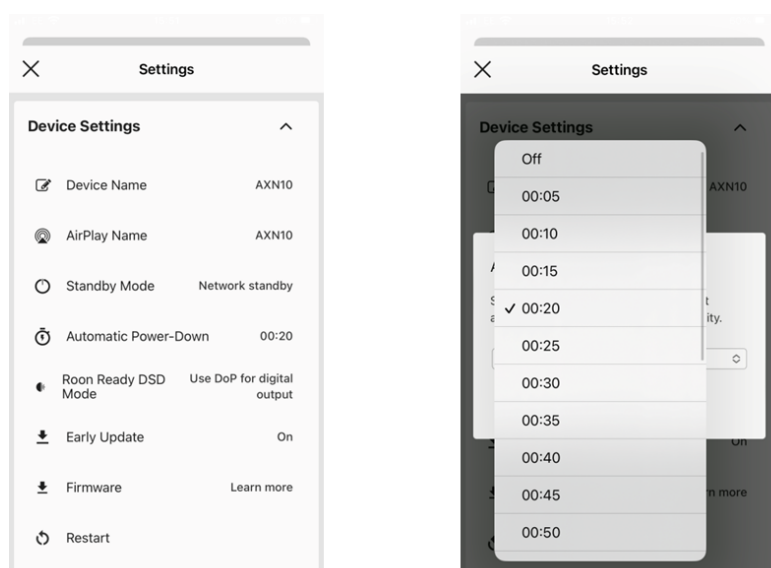 Settings
Device Settings
Device Name AXN10
AirPlay Name AXN10
Standby Mode Network standby
Automatic Power-Down 00:20
Roon Ready DSD Mode Use DoP for digital output
Early Update On
Firmware Learn more
Restart
Settings
Device Settings
AXN10
Off
00:05
00:10
00:15
00:20
ity.
00:25
00:30
00:35
00:40
On
00:45
00:50